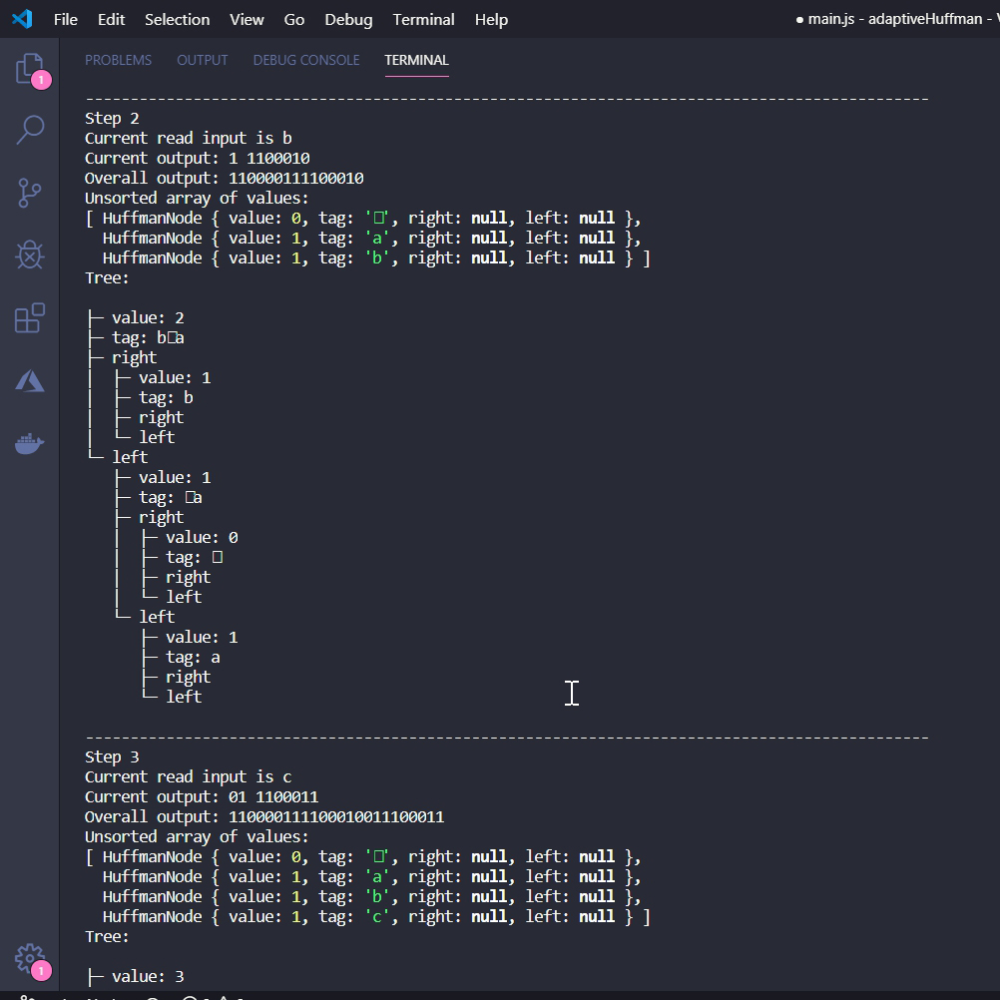 File Edit Selection View Go Debug Terminal Help ● main.js - adaptiveHuffman -
PROBLEMS OUTPUT DEBUG CONSOLE TERMINAL
1
----------------------------------------------------------------------------------------------
Step 2
Current read input is b
Current output: 1 1100010
Overall output: 110000111100010
Unsorted array of values:
[ HuffmanNode { value: 0, tag: '□', right: null, left: null },
  HuffmanNode { value: 1, tag: 'a', right: null, left: null },
  HuffmanNode { value: 1, tag: 'b', right: null, left: null } ]
Tree:
├─ value: 2
├─ tag: b□a
├─ right
│  ├─ value: 1
│  ├─ tag: b
│  ├─ right
│  └─ left
└─ left
   ├─ value: 1
   ├─ tag: □a
   ├─ right
   │  ├─ value: 0
   │  ├─ tag: □
   │  ├─ right
   │  └─ left
   └─ left
      ├─ value: 1
      ├─ tag: a
      ├─ right
      └─ left
----------------------------------------------------------------------------------------------
Step 3
Current read input is c
Current output: 01 1100011
Overall output: 110000111100010011100011
Unsorted array of values:
[ HuffmanNode { value: 0, tag: '□', right: null, left: null },
  HuffmanNode { value: 1, tag: 'a', right: null, left: null },
  HuffmanNode { value: 1, tag: 'b', right: null, left: null },
  HuffmanNode { value: 1, tag: 'c', right: null, left: null } ]
Tree:
├─ value: 3
1